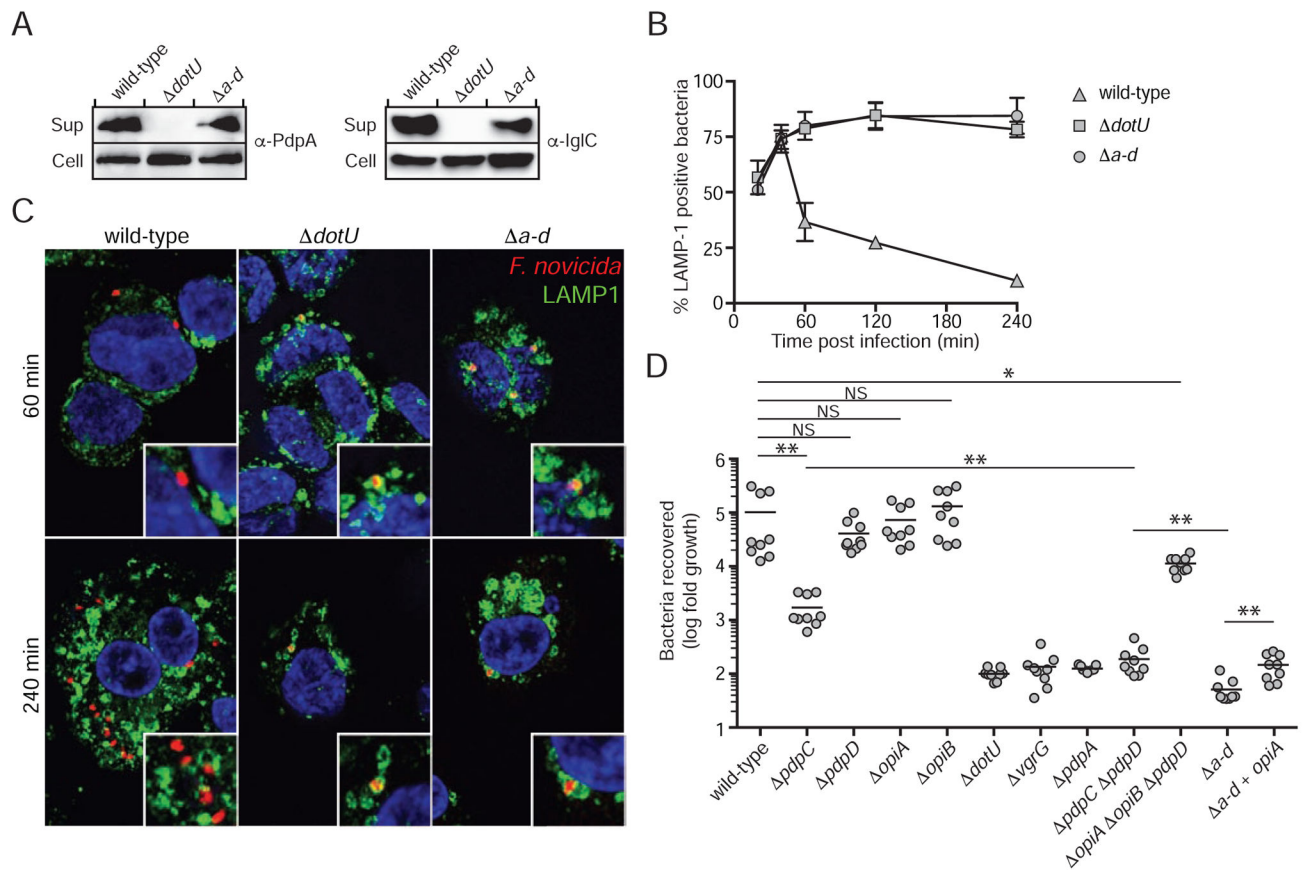 A
wild-type
ΔdotU
Δa-d
Sup
Cell
α-PdpA
wild-type
ΔdotU
Δa-d
Sup
Cell
α-IglC
B
% LAMP-1 positive bacteria
100
75
50
25
0
0 60 120 180 240
Time post infection (min)
wild-type
ΔdotU
Δa-d
C
wild-type ΔdotU Δa-d
F. novicida
LAMP1
60 min
240 min
D
*
NS
NS
NS
**
**
**
**
Bacteria recovered
(log fold growth)
6
5
4
3
2
1
wild-type
ΔpdpC
ΔpdpD
ΔopiA
ΔopiB
ΔdotU
ΔvgrG
ΔpdpA
ΔpdpC ΔpdpD
ΔopiA ΔopiB ΔpdpD
Δa-d
Δa-d + opiA